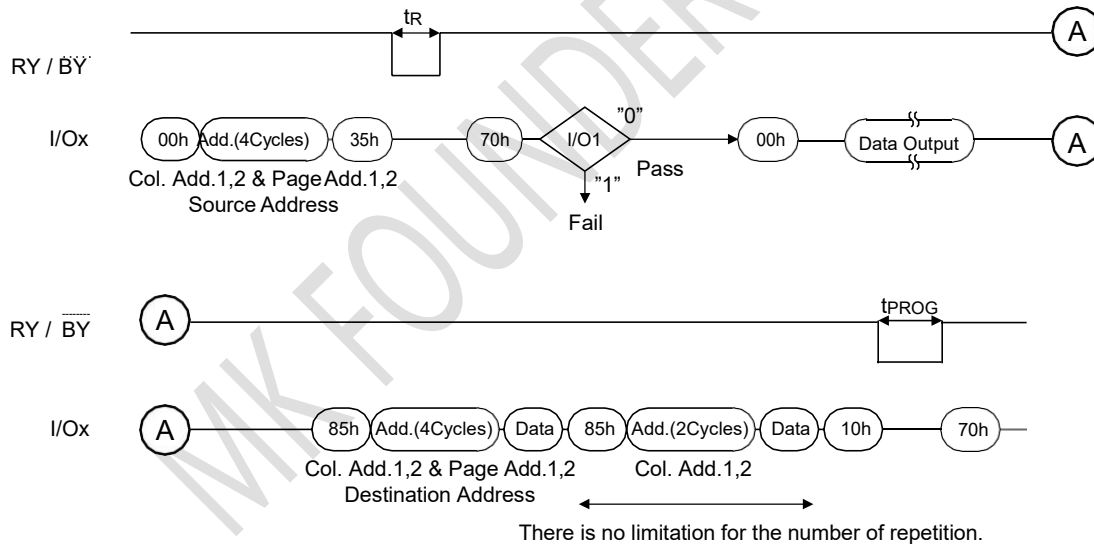 tR
A
RY / BY
I/Ox
00h Add.(4Cycles) 35h 70h I/O1 "0" 00h Data Output A
Pass
"1"
Col. Add.1,2 & Page Add.1,2
Source Address
Fail
A
RY / BY
tPROG
I/Ox
A 85h Add.(4Cycles) Data 85h Add.(2Cycles) Data 10h 70h
Col. Add.1,2 & Page Add.1,2 Col. Add.1,2
Destination Address
There is no limitation for the number of repetition.
MK FOUNDER